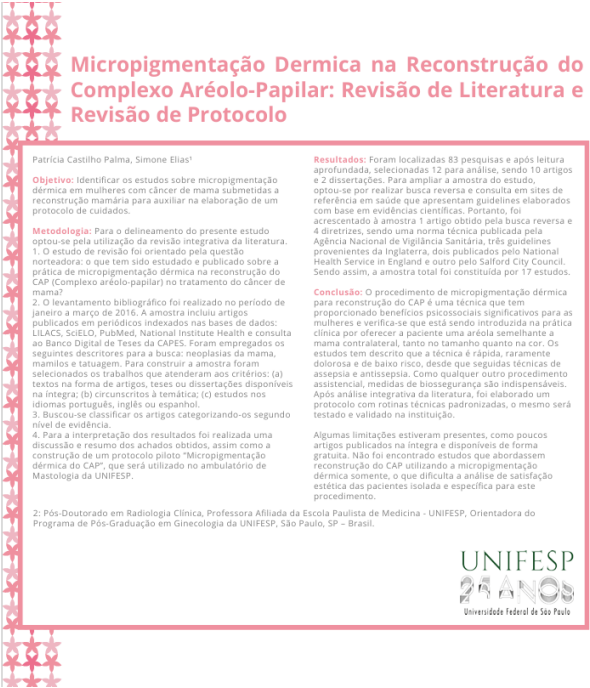 Micropigmentação Dermica na Reconstrução do
Complexo Aréolo-Papilar: Revisão de Literatura e
Revisão de Protocolo
Patrícia Castilho Palma, Simone Elias¹
Objetivo: Identificar os estudos sobre micropigmentação
dérmica em mulheres com câncer de mama submetidas a
reconstrução mamária para auxiliar na elaboração de um
protocolo de cuidados.
Metodologia: Para o delineamento do presente estudo
optou-se pela utilização da revisão integrativa da literatura.
1. O estudo de revisão foi orientado pela questão
norteadora: o que tem sido estudado e publicado sobre a
prática de micropigmentação dérmica na reconstrução do
CAP (Complexo aréolo-papilar) no tratamento do câncer de
mama?
2. O levantamento bibliográfico foi realizado no período de
janeiro a março de 2016. A amostra incluiu artigos
publicados em periódicos indexados nas bases de dados:
LILACS, SciELO, PubMed, National Institute Health e consulta
ao Banco Digital de Teses da CAPES. Foram empregados os
seguintes descritores para a busca: neoplasias da mama,
mamilos e tatuagem. Para construir a amostra foram
selecionados os trabalhos que atenderam aos critérios: (a)
textos na forma de artigos, teses ou dissertações disponíveis
na íntegra; (b) circunscritos à temática; (c) estudos nos
idiomas português, inglês ou espanhol.
3. Buscou-se classificar os artigos categorizando-os segundo
nível de evidência.
4. Para a interpretação dos resultados foi realizada uma
discussão e resumo dos achados obtidos, assim como a
construção de um protocolo piloto “Micropigmentação
dérmica do CAP”, que será utilizado no ambulatório de
Mastologia da UNIFESP.
Resultados: Foram localizadas 83 pesquisas e após leitura
aprofundada, selecionadas 12 para análise, sendo 10 artigos
e 2 dissertações. Para ampliar a amostra do estudo,
optou-se por realizar busca reversa e consulta em sites de
referência em saúde que apresentam guidelines elaborados
com base em evidências científicas. Portanto, foi
acrescentado à amostra 1 artigo obtido pela busca reversa e
4 diretrizes, sendo uma norma técnica publicada pela
Agência Nacional de Vigilância Sanitária, três guidelines
provenientes da Inglaterra, dois publicados pelo National
Health Service in England e outro pelo Salford City Council.
Sendo assim, a amostra total foi constituída por 17 estudos.
Conclusão: O procedimento de micropigmentação dérmica
para reconstrução do CAP é uma técnica que tem
proporcionado benefícios psicossociais significativos para as
mulheres e verifica-se que está sendo introduzida na prática
clínica por oferecer a paciente uma aréola semelhante a
mama contralateral, tanto no tamanho quanto na cor. Os
estudos tem descrito que a técnica é rápida, raramente
dolorosa e de baixo risco, desde que seguidas técnicas de
assepsia e antissepsia. Como qualquer outro procedimento
assistencial, medidas de biossegurança são indispensáveis.
Após análise integrativa da literatura, foi elaborado um
protocolo com rotinas técnicas padronizadas, o mesmo será
testado e validado na instituição.
Algumas limitações estiveram presentes, como poucos
artigos publicados na íntegra e disponíveis de forma
gratuita. Não foi encontrado estudos que abordassem
reconstrução do CAP utilizando a micropigmentação
dérmica somente, o que dificulta a análise de satisfação
estética das pacientes isolada e específica para este
procedimento.
2: Pós-Doutorado em Radiologia Clínica, Professora Afiliada da Escola Paulista de Medicina - UNIFESP, Orientadora do
Programa de Pós-Graduação em Ginecologia da UNIFESP, São Paulo, SP – Brasil.
UNIFESP
24 ANOS
Universidade Federal de São Paulo